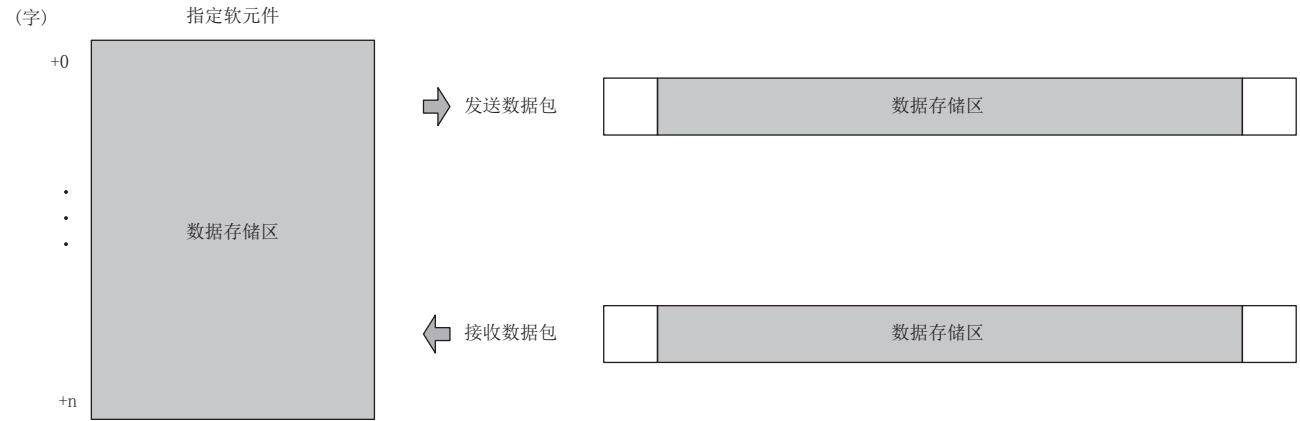 (字)
指定软元件
+0
发送数据包
数据存储区
数据存储区
接收数据包
数据存储区
+n